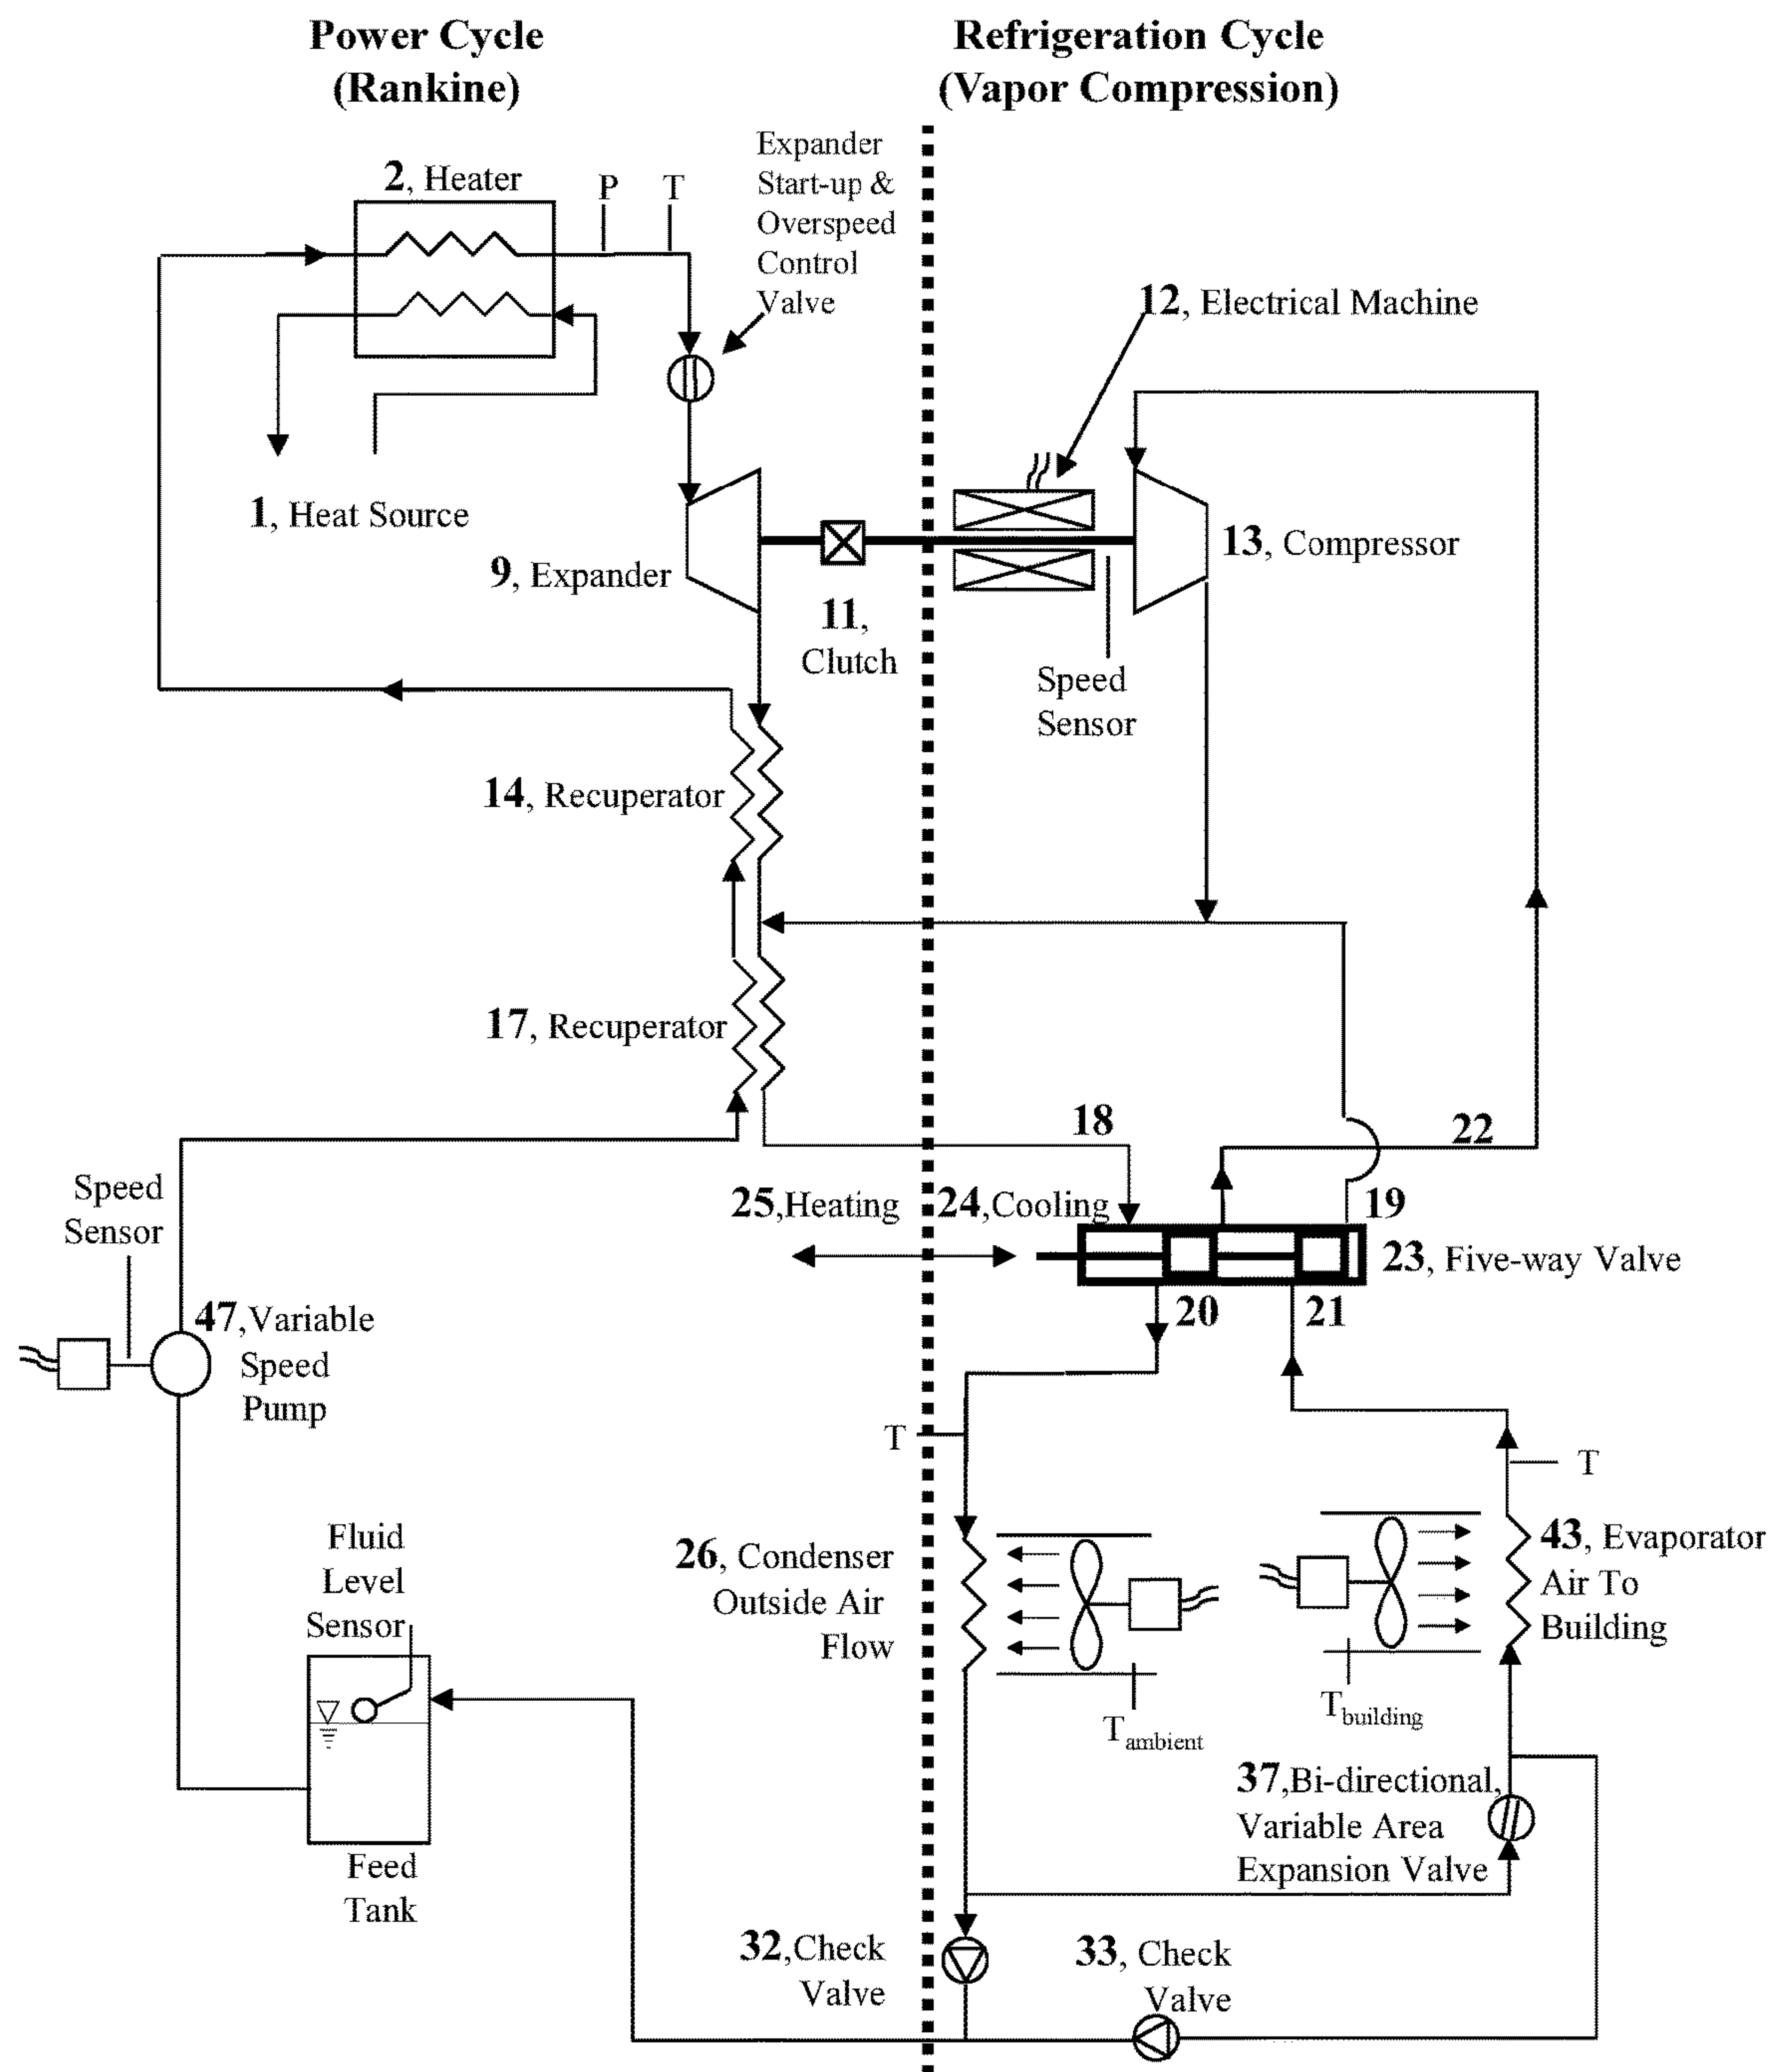 Power Cycle
(Rankine)
Refrigeration Cycle
(Vapor Compression)
Expander
Start-up &
Overspeed
Control
Valve
2, Heater
P
T
12, Electrical Machine
1, Heat Source
9, Expander
11,
Clutch
13, Compressor
Speed
Sensor
14, Recuperator
17, Recuperator
18
22
25,Heating
24,Cooling
19
23, Five-way Valve
20
21
Speed
Sensor
47,Variable
Speed
Pump
T
T
Fluid
Level
Sensor
26, Condenser
Outside Air
Flow
43, Evaporator
Air To
Building
Tambient
Tbuilding
37,Bi-directional,
Variable Area
Expansion Valve
Feed
Tank
32,Check
Valve
33, Check
Valve